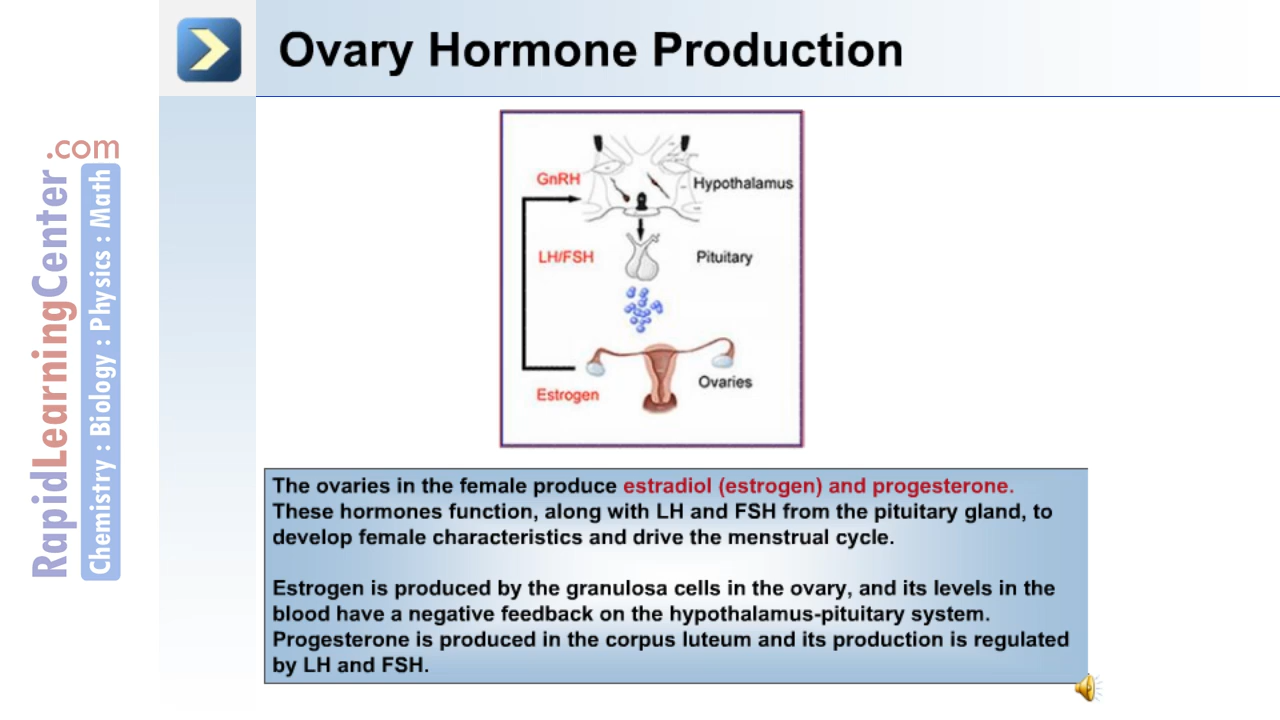 Ovary Hormone Production
RapidLearningCenter.com
Chemistry : Biology : Physics : Math
GnRH
Hypothalamus
LH/FSH
Pituitary
Ovaries
Estrogen
The ovaries in the female produce estradiol (estrogen) and progesterone.
These hormones function, along with LH and FSH from the pituitary gland, to
develop female characteristics and drive the menstrual cycle.
Estrogen is produced by the granulosa cells in the ovary, and its levels in the
blood have a negative feedback on the hypothalamus-pituitary system.
Progesterone is produced in the corpus luteum and its production is regulated
by LH and FSH.